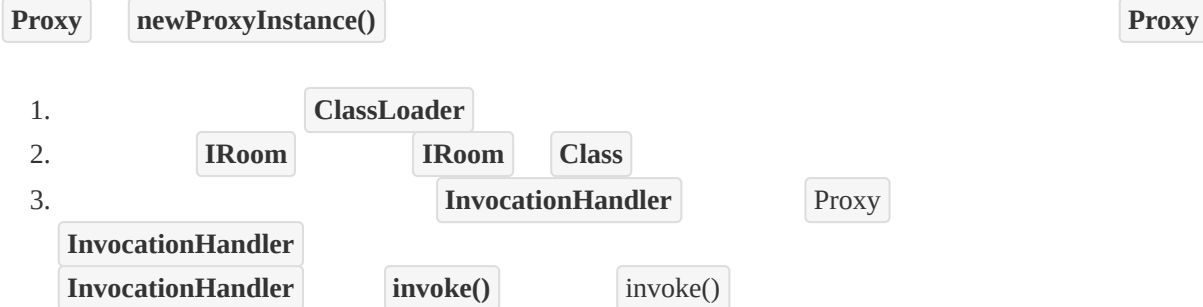 Proxy newProxyInstance() Proxy
1. ClassLoader
2. IRoom IRoom Class
3. InvocationHandler Proxy
InvocationHandler
InvocationHandler invoke() invoke()